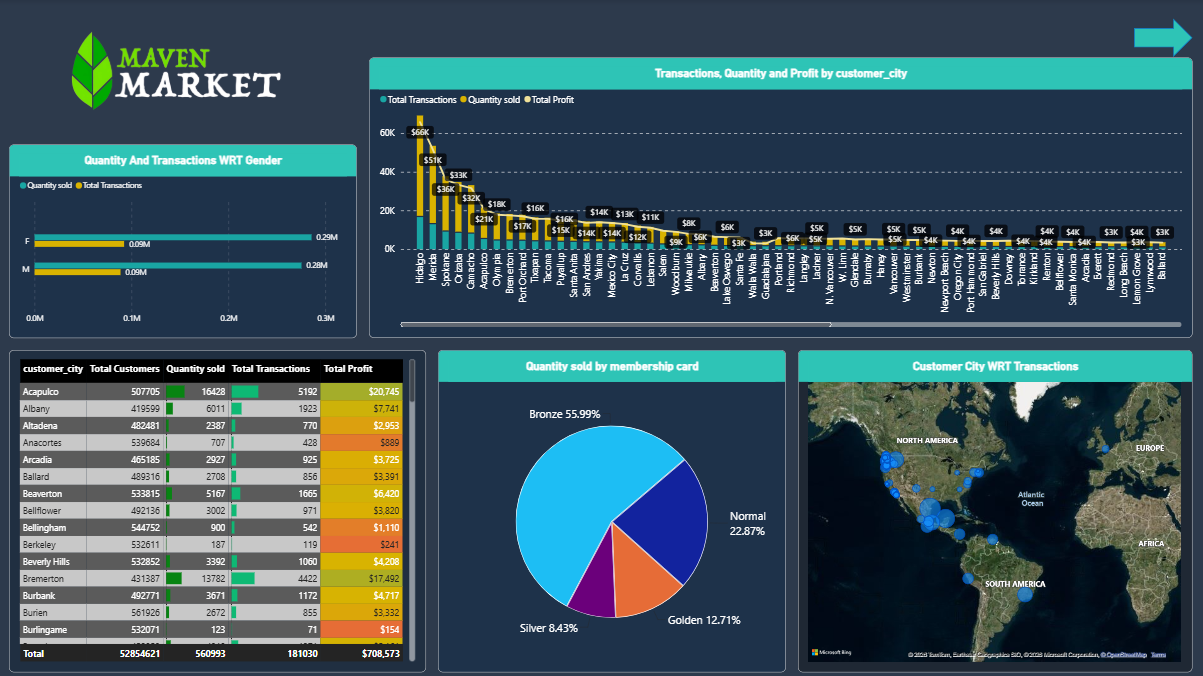 MAVEN
MARKET
Transactions, Quantity and Profit by customer_city
Total Transactions Quantity sold Total Profit
60K
40K
20K
0K
$66K
$51K
$36K
$33K
$32K
$21K
$18K
$17K
$16K
$15K
$16K
$14K
$14K
$14K
$13K
$12K
$11K
$9K
$8K
$6K
$6K
$3K
$3K
$6K
$5K
$5K
$5K
$5K
$5K
$5K
$4K
$4K
$4K
$4K
$4K
$4K
$4K
$4K
$4K
$3K
$3K
$4K
$3K
Hidalgo
Merida
Spokane
Orizaba
Camacho
Acapulco
Olympia
Bremerton
Port Orchard
Tixapan
Tacoma
Puyallup
Santa Anita
San Andres
Yakima
Mexico City
La Cruz
Corvallis
Lebanon
Salem
Woodburn
Milwaukie
Albany
Beaverton
Lake Oswego
Santa Fe
Walla Walla
Guadalajara
Portland
Richmond
Langley
Ladner
N. Vancouver
W. Linn
Glendale
Burnaby
Haney
Vancouver
Westminster
Burbank
Newton
Newport Beach
Oregon City
Port Hammond
San Gabriel
Beverly Hills
Downey
Torrance
Kirkland
Renton
Bellflower
Santa Monica
Arcadia
Everett
Redmond
Long Beach
Lemon Grove
Lynnwood
Ballard
Quantity And Transactions WRT Gender
Quantity sold Total Transactions
F
0.29M
0.09M
M
0.28M
0.09M
0.0M 0.1M 0.2M 0.3M
customer_city Total Customers Quantity sold Total Transactions Total Profit
Acapulco 507705 16428 5192 $20,745
Albany 419599 6011 1923 $7,741
Altadena 482481 2387 770 $2,953
Anacortes 539684 707 428 $889
Arcadia 465185 2927 925 $3,725
Ballard 489316 2708 856 $3,391
Beaverton 533815 5167 1665 $6,420
Bellflower 492136 3002 971 $3,820
Bellingham 544752 900 542 $1,110
Berkeley 532611 187 119 $241
Beverly Hills 532852 3392 1060 $4,208
Bremerton 431387 13782 4422 $17,492
Burbank 492771 3671 1172 $4,717
Burien 561926 2672 855 $3,332
Burlingame 532071 123 71 $154
Total 52854621 560993 181030 $708,573
Quantity sold by membership card
Bronze 55.99%
Normal
22.87%
Golden 12.71%
Silver 8.43%
Customer City WRT Transactions
NORTH AMERICA
EUROPE
Atlantic
Ocean
AFRICA
SOUTH AMERICA
Microsoft Bing
© OpenStreetMap Terms